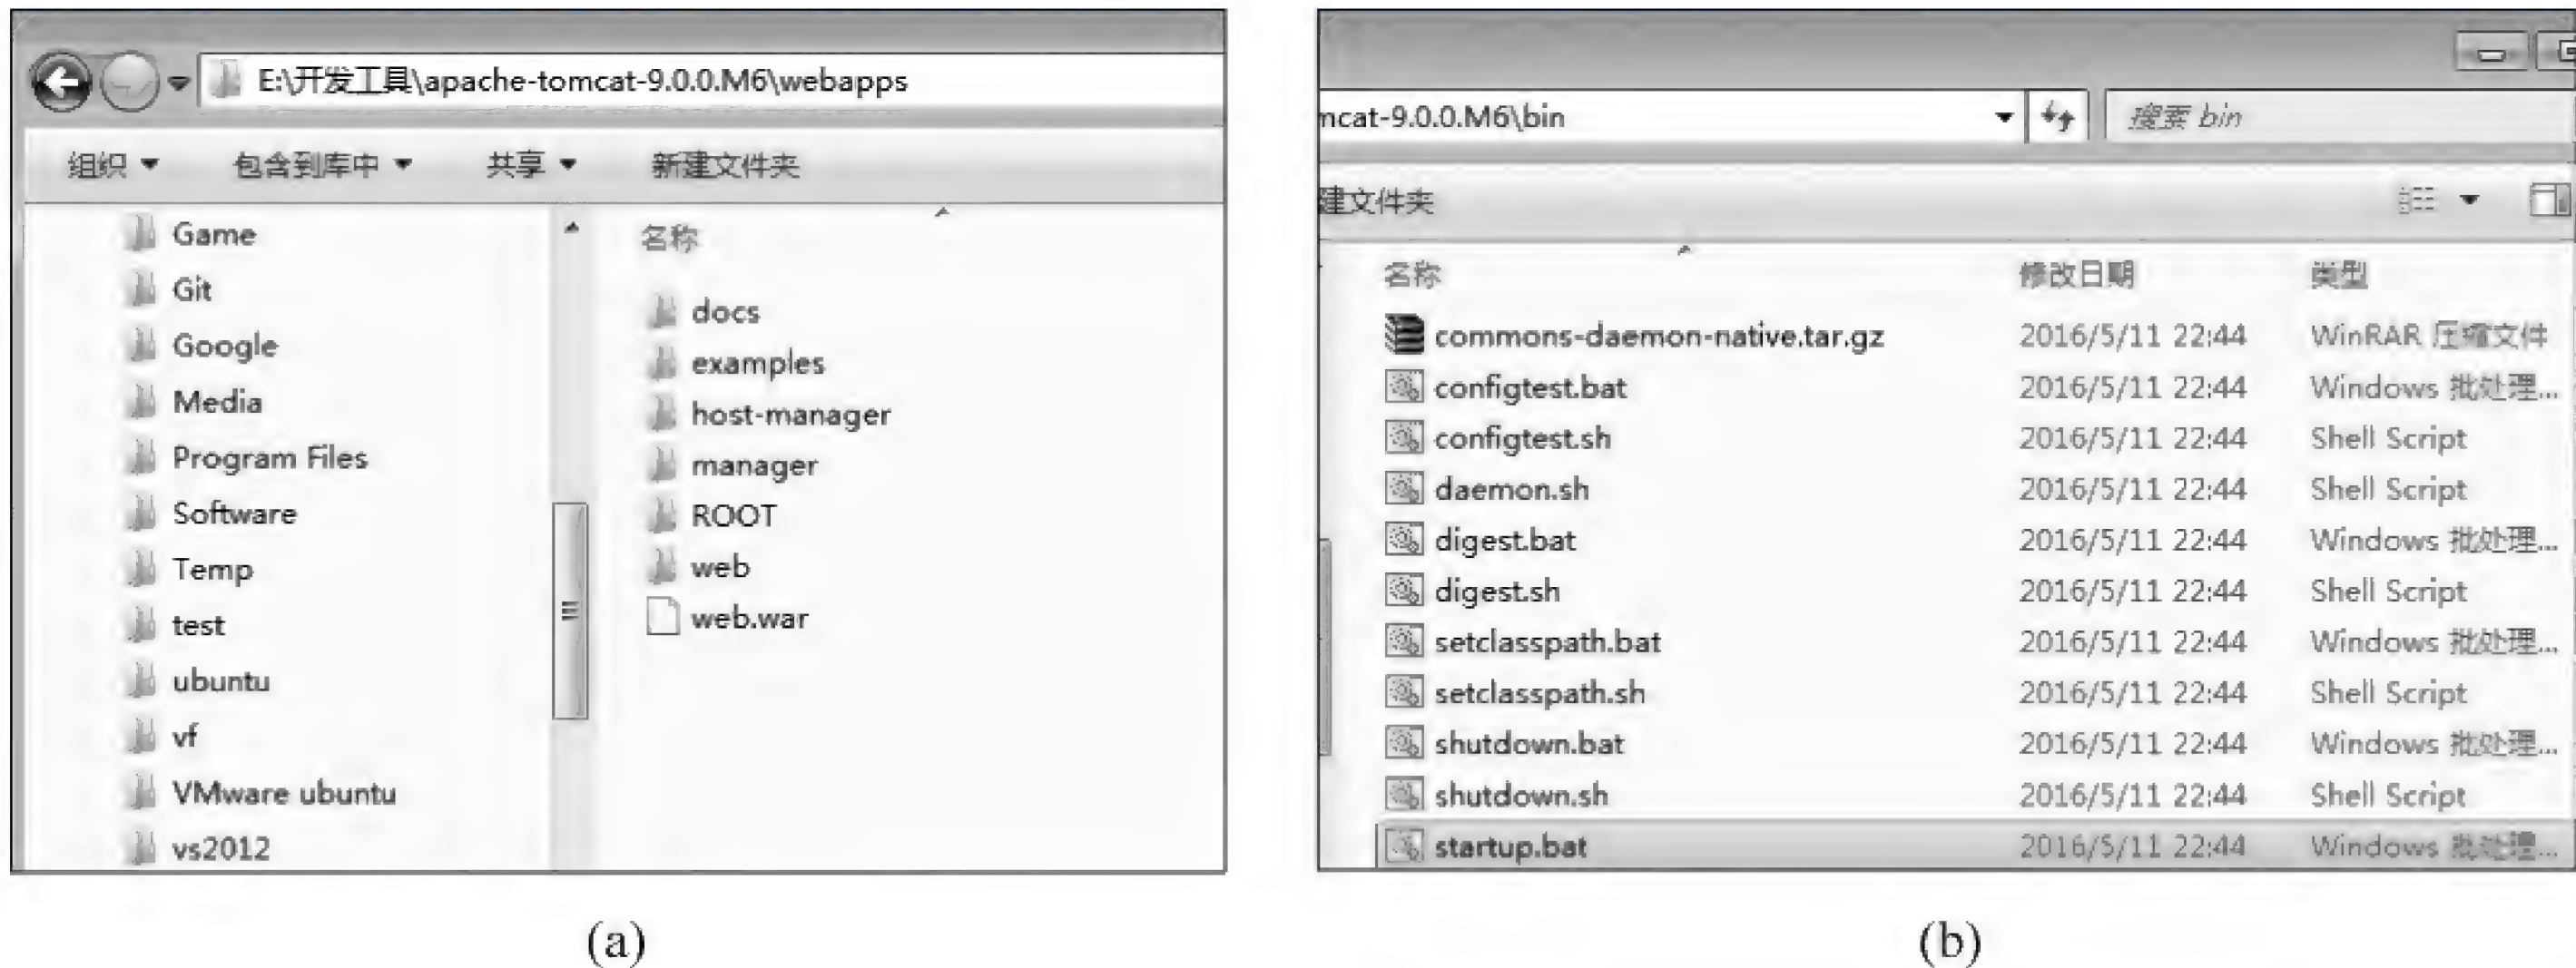 E:\开发工具\apache-tomcat-9.0.0.M6\webapps
组织 包含到库中 共享 新建文件夹
Game
Git
Google
Media
Program Files
Software
Temp
test
ubuntu
vf
VMware ubuntu
vs2012
名称
docs
examples
host-manager
manager
ROOT
web
web.war
(a)
mcat-9.0.0.M6\bin 搜索 bin
建文件夹
名称 修改日期 类型
commons-daemon-native.tar.gz 2016/5/11 22:44 WinRAR 压缩文件
configtest.bat 2016/5/11 22:44 Windows 批处理...
configtest.sh 2016/5/11 22:44 Shell Script
daemon.sh 2016/5/11 22:44 Shell Script
digest.bat 2016/5/11 22:44 Windows 批处理...
digest.sh 2016/5/11 22:44 Shell Script
setclasspath.bat 2016/5/11 22:44 Windows 批处理...
setclasspath.sh 2016/5/11 22:44 Shell Script
shutdown.bat 2016/5/11 22:44 Windows 批处理...
shutdown.sh 2016/5/11 22:44 Shell Script
startup.bat 2016/5/11 22:44 Windows 批处理...
(b)